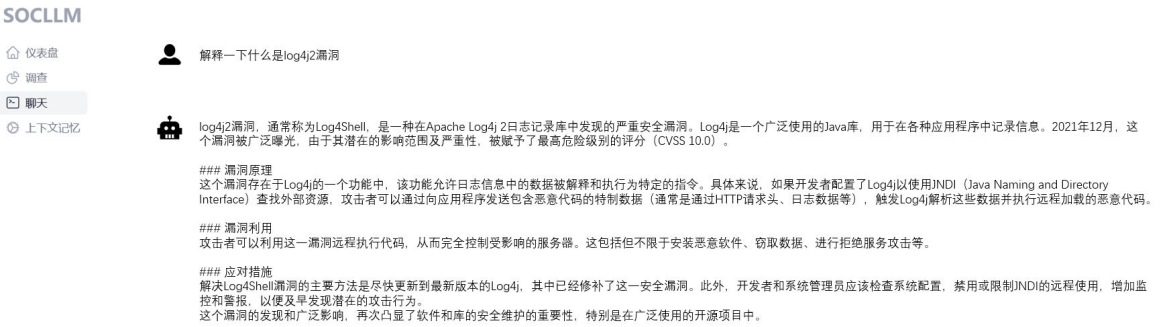 SOCLLM
仪表盘
调查
聊天
上下文记忆
解释一下什么是log4j2漏洞
log4j2漏洞，通常称为Log4Shell，是一种在Apache Log4j 2日志记录库中发现的严重安全漏洞。Log4j是一个广泛使用的Java库，用于在各种应用程序中记录信息。2021年12月，这
个漏洞被广泛曝光，由于其潜在的影响范围及严重性，被赋予了最高危险级别的评分（CVSS 10.0）。
### 漏洞原理
这个漏洞存在于Log4j的一个功能中，该功能允许日志信息中的数据被解释和执行为特定的指令。具体来说，如果开发者配置了Log4j以使用JNDI（Java Naming and Directory
Interface）查找外部资源，攻击者可以通过向应用程序发送包含恶意代码的特制数据（通常是通过HTTP请求头、日志数据等），触发Log4j解析这些数据并执行远程加载的恶意代码。
### 漏洞利用
攻击者可以利用这一漏洞远程执行代码，从而完全控制受影响的服务器。这包括但不限于安装恶意软件、窃取数据、进行拒绝服务攻击等。
### 应对措施
解决Log4Shell漏洞的主要方法是尽快更新到最新版本的Log4j，其中已经修补了这一安全漏洞。此外，开发者和系统管理员应该检查系统配置，禁用或限制JNDI的远程使用，增加监
控和警报，以便及早发现潜在的攻击行为。
这个漏洞的发现和广泛影响，再次凸显了软件和库的安全维护的重要性，特别是在广泛使用的开源项目中。